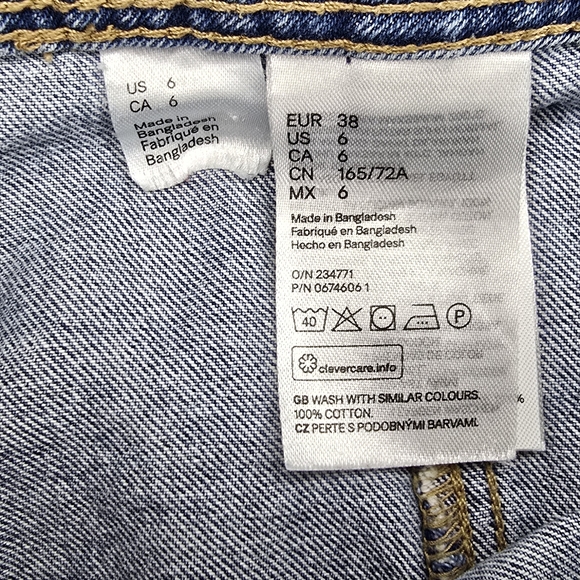 US 6
CA 6
Made in
Bangladesh
Fabriqué en
Bangladesh
EUR 38
US 6
CA 6
CN 165/72A
MX 6
Made in Bangladesh
Fabriqué en Bangladesh
Hecho en Bangladesh
O/N 234771
P/N 0674606 1
40 P
clevercare.info
GB WASH WITH SIMILAR COLOURS.
100% COTTON.
CZ PERTE S PODOBNÝMI BARVAMI.
%